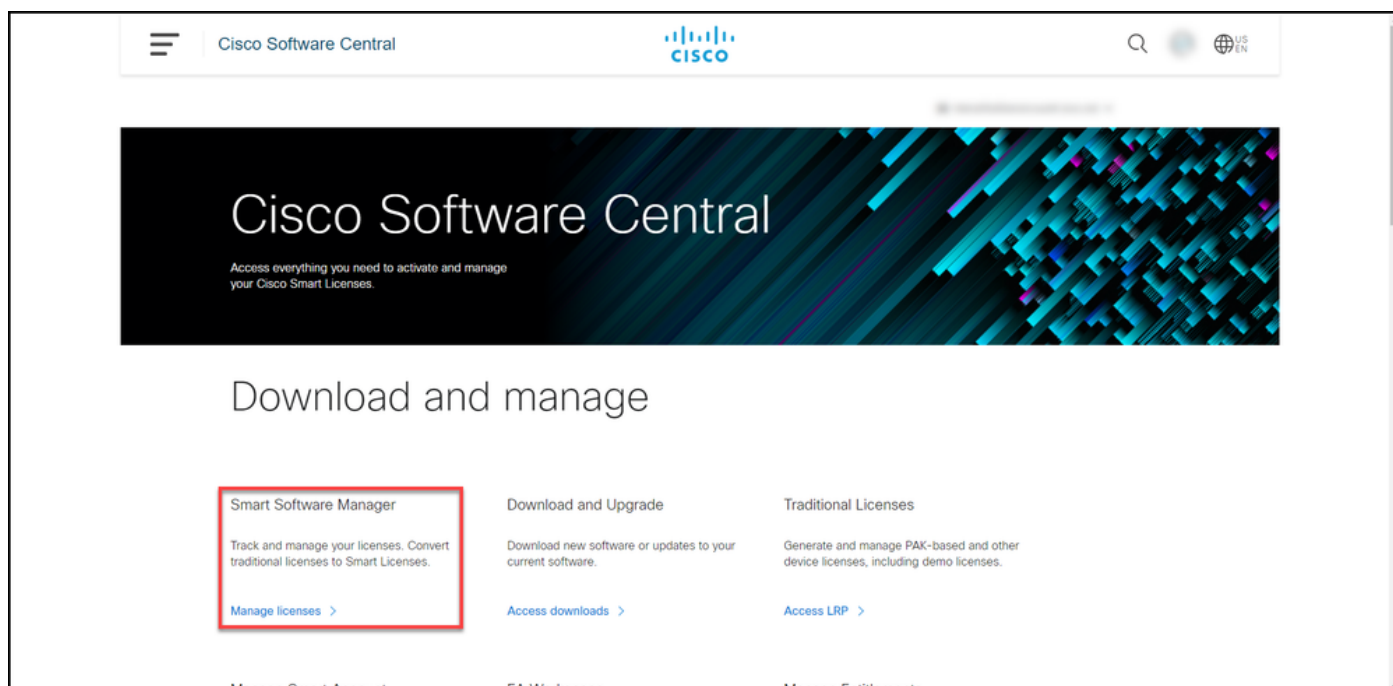 Cisco Software Central
CISCO
US
EN
Cisco Software Central
Access everything you need to activate and manage
your Cisco Smart Licenses.
Download and manage
Smart Software Manager
Track and manage your licenses. Convert
traditional licenses to Smart Licenses.
Manage licenses
Download and Upgrade
Download new software or updates to your
current software.
Access downloads
Traditional Licenses
Generate and manage PAK-based and other
device licenses, including demo licenses.
Access LRP